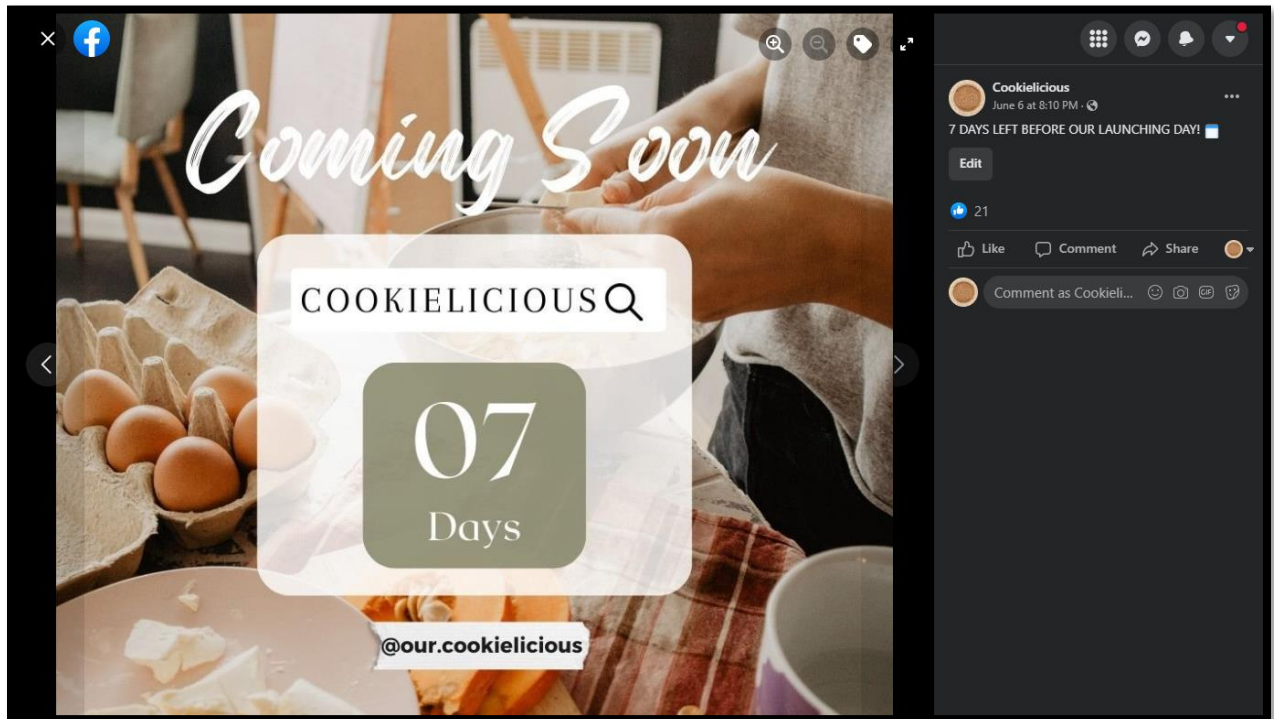 Coming Soon
COOKIELICIOUS
07
Days
@our.cookielicious
Cookielicious
June 6 at 8:10 PM ·
7 DAYS LEFT BEFORE OUR LAUNCHING DAY!
Edit
21
Like Comment Share
Comment as Cookieli... GIF